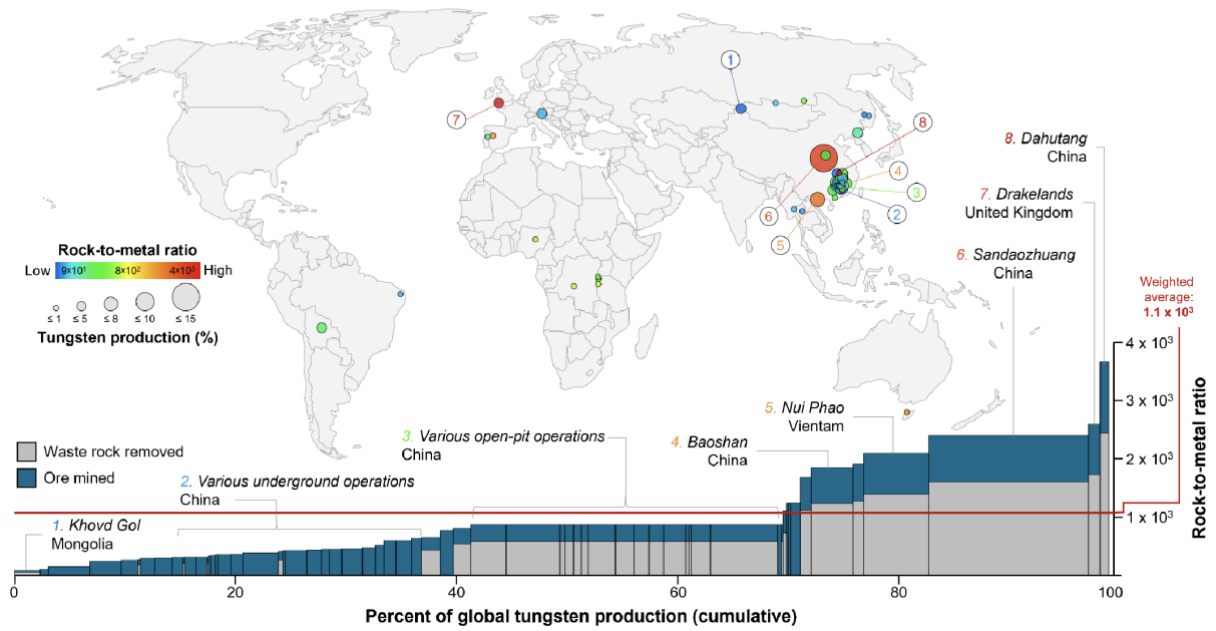 1
7
8
4
3
2
6
5
8. Dahutang
China
7. Drakelands
United Kingdom
6. Sandaozhuang
China
Rock-to-metal ratio
Low 9×10¹ 8×10² 4×10³ High
≤ 1 ≤ 5 ≤ 8 ≤ 10 ≤ 15
Tungsten production (%)
Weighted
average:
1.1 x 10³
5. Nui Phao
Vientam
4. Baoshan
China
3. Various open-pit operations
China
2. Various underground operations
China
1. Khovd Gol
Mongolia
Waste rock removed
Ore mined
4 x 10³
3 x 10³
2 x 10³
1 x 10³
Rock-to-metal ratio
0 20 40 60 80 100
Percent of global tungsten production (cumulative)